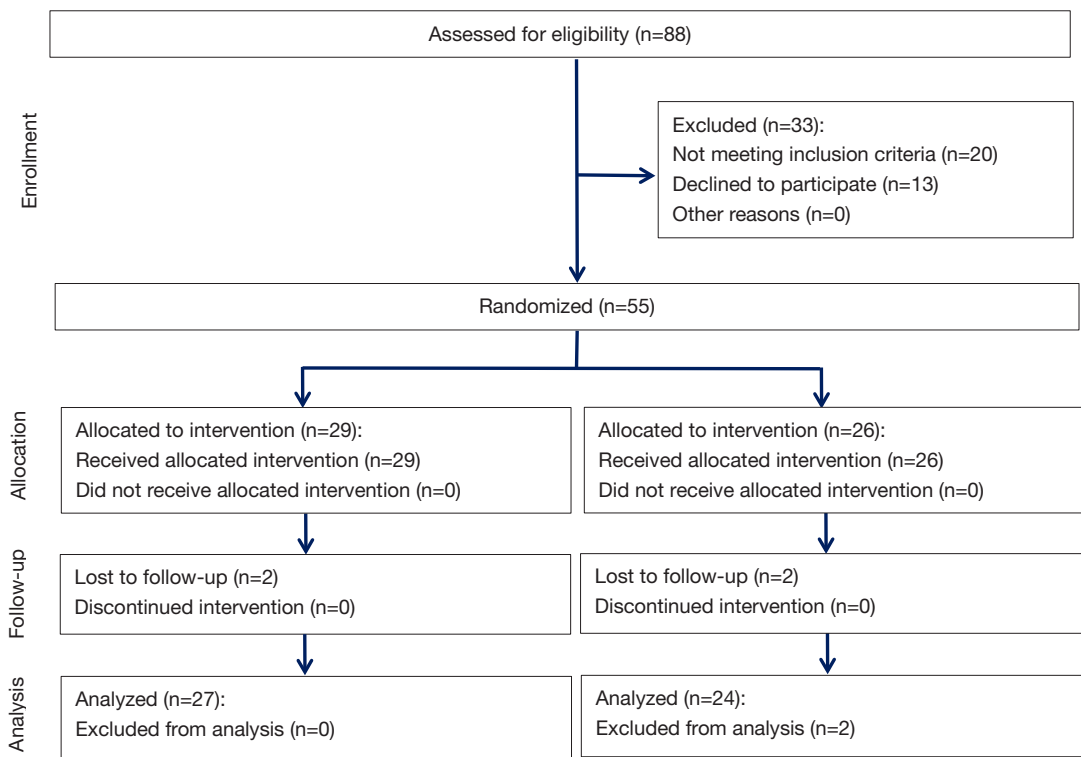 Assessed for eligibility (n=88)
Enrollment
Excluded (n=33):
Not meeting inclusion criteria (n=20)
Declined to participate (n=13)
Other reasons (n=0)
Randomized (n=55)
Allocation
Allocated to intervention (n=29):
Received allocated intervention (n=29)
Did not receive allocated intervention (n=0)
Allocated to intervention (n=26):
Received allocated intervention (n=26)
Did not receive allocated intervention (n=0)
Follow-up
Lost to follow-up (n=2)
Discontinued intervention (n=0)
Lost to follow-up (n=2)
Discontinued intervention (n=0)
Analysis
Analyzed (n=27):
Excluded from analysis (n=0)
Analyzed (n=24):
Excluded from analysis (n=2)